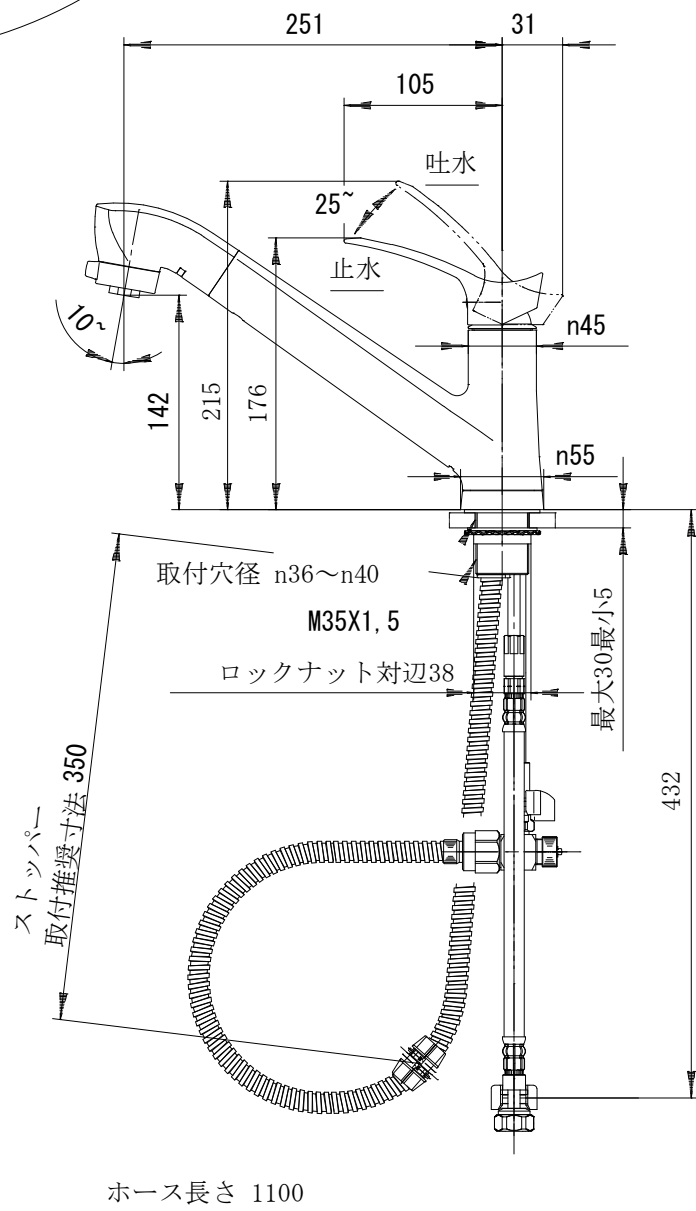 251
31
105
吐水
25~
止水
10~
n45
142
215
176
n55
取付穴径 n36～n40
M35X1,5
ロックナット対辺38
最大30最小5
432
ストッパー
取付推奨寸法 350
ホース長さ 1100